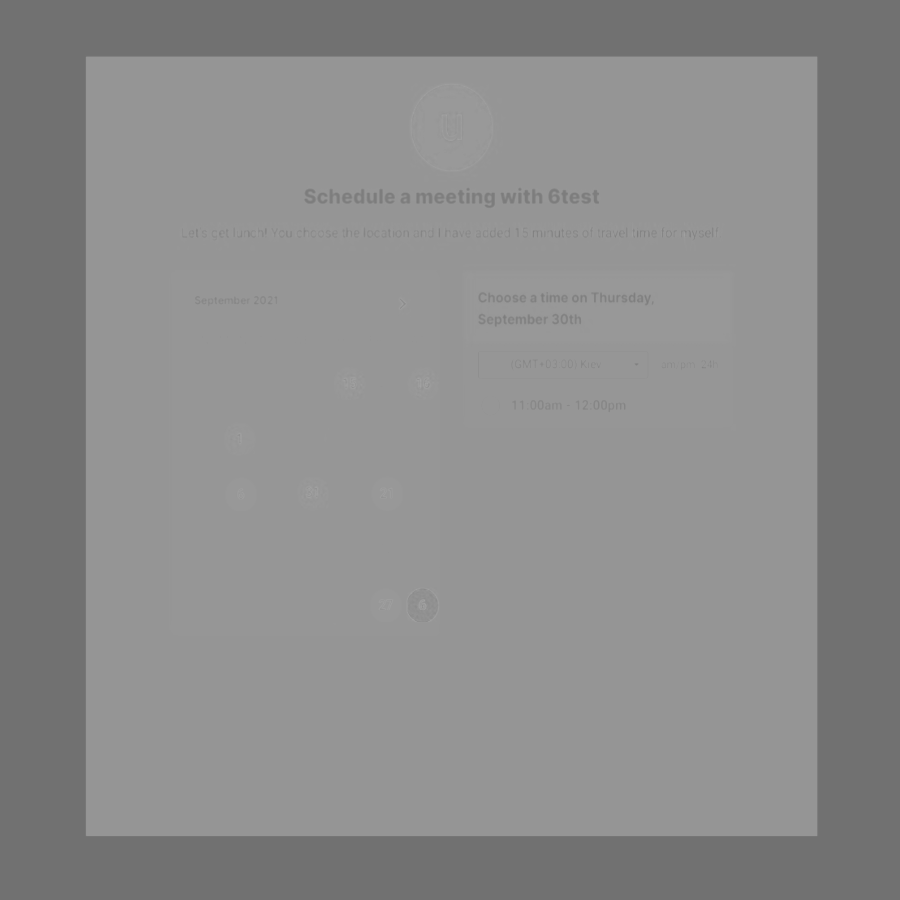 Schedule a meeting with 6test
Let's get lunch! You choose the location and I have added 15 minutes of travel time for myself
September 2021
Choose a time on Thursday,
September 30th
(GMT+03:00) Kiev
am/pm 24h
11:00am - 12:00pm